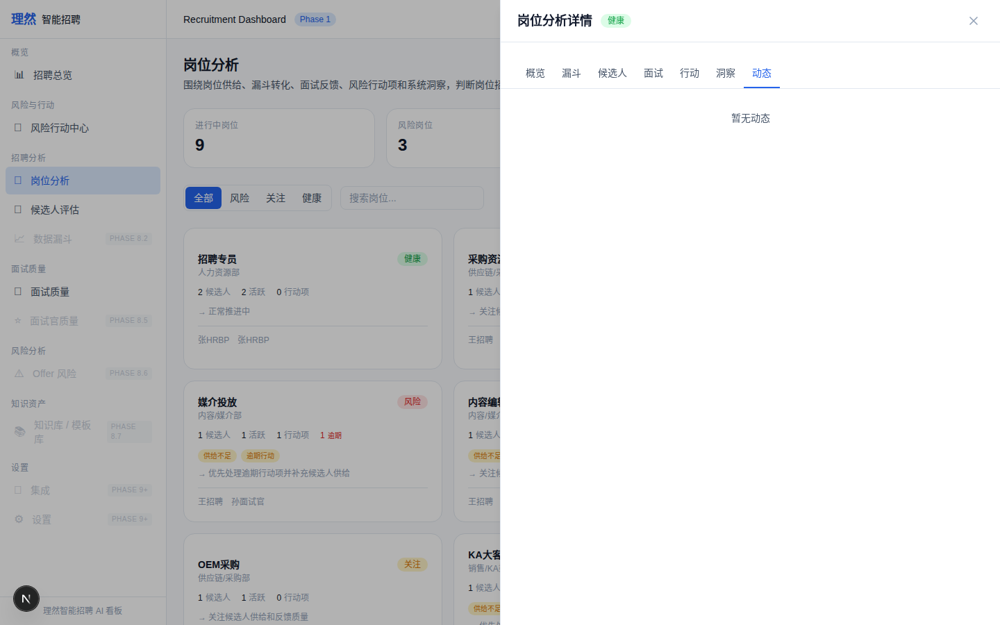 理然 智能招聘
概览
招聘总览
风险与行动
风险行动中心
招聘分析
岗位分析
候选人评估
数据漏斗 PHASE 8.2
面试质量
面试质量
面试官质量 PHASE 8.5
风险分析
Offer 风险 PHASE 8.6
知识资产
知识库 / 模板库 PHASE 8.7
设置
集成 PHASE 9+
设置 PHASE 9+
N
理然智能招聘 AI 看板
Recruitment Dashboard Phase 1
岗位分析
围绕岗位供给、漏斗转化、面试反馈、风险行动项和系统洞察，判断岗位招
进行中岗位
9
风险岗位
3
全部 风险 关注 健康 搜索岗位...
招聘专员 健康
人力资源部
2 候选人 2 活跃 0 行动项
→ 正常推进中
张HRBP 张HRBP
采购资
供应链/采
1 候选人
→ 关注候
王招聘
媒介投放 风险
内容/媒介部
1 候选人 1 活跃 1 行动项 1 逾期
供给不足 逾期行动
→ 优先处理逾期行动项并补充候选人供给
王招聘 孙面试官
内容编辑
内容/媒介
1 候选人
供给不足
→ 关注候
王招聘
OEM采购 关注
供应链/采购部
1 候选人 1 活跃 0 行动项
→ 关注候选人供给和反馈质量
KA大客
销售/KA
1 候选人
供给不足
岗位分析详情 健康
概览 漏斗 候选人 面试 行动 洞察 动态
暂无动态